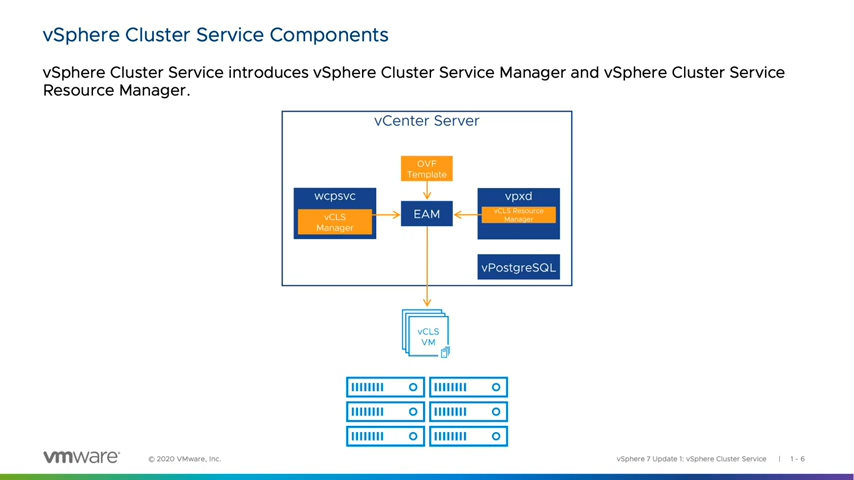 vSphere Cluster Service Components
vSphere Cluster Service introduces vSphere Cluster Service Manager and vSphere Cluster Service
Resource Manager.
vCenter Server
OVF
Template
wcpsvc
vCLS
Manager
EAM
vpxd
vCLS Resource
Manager
vPostgreSQL
vCLS
VM
vmware®
© 2020 VMware, Inc.
vSphere 7 Update 1: vSphere Cluster Service | 1 - 6